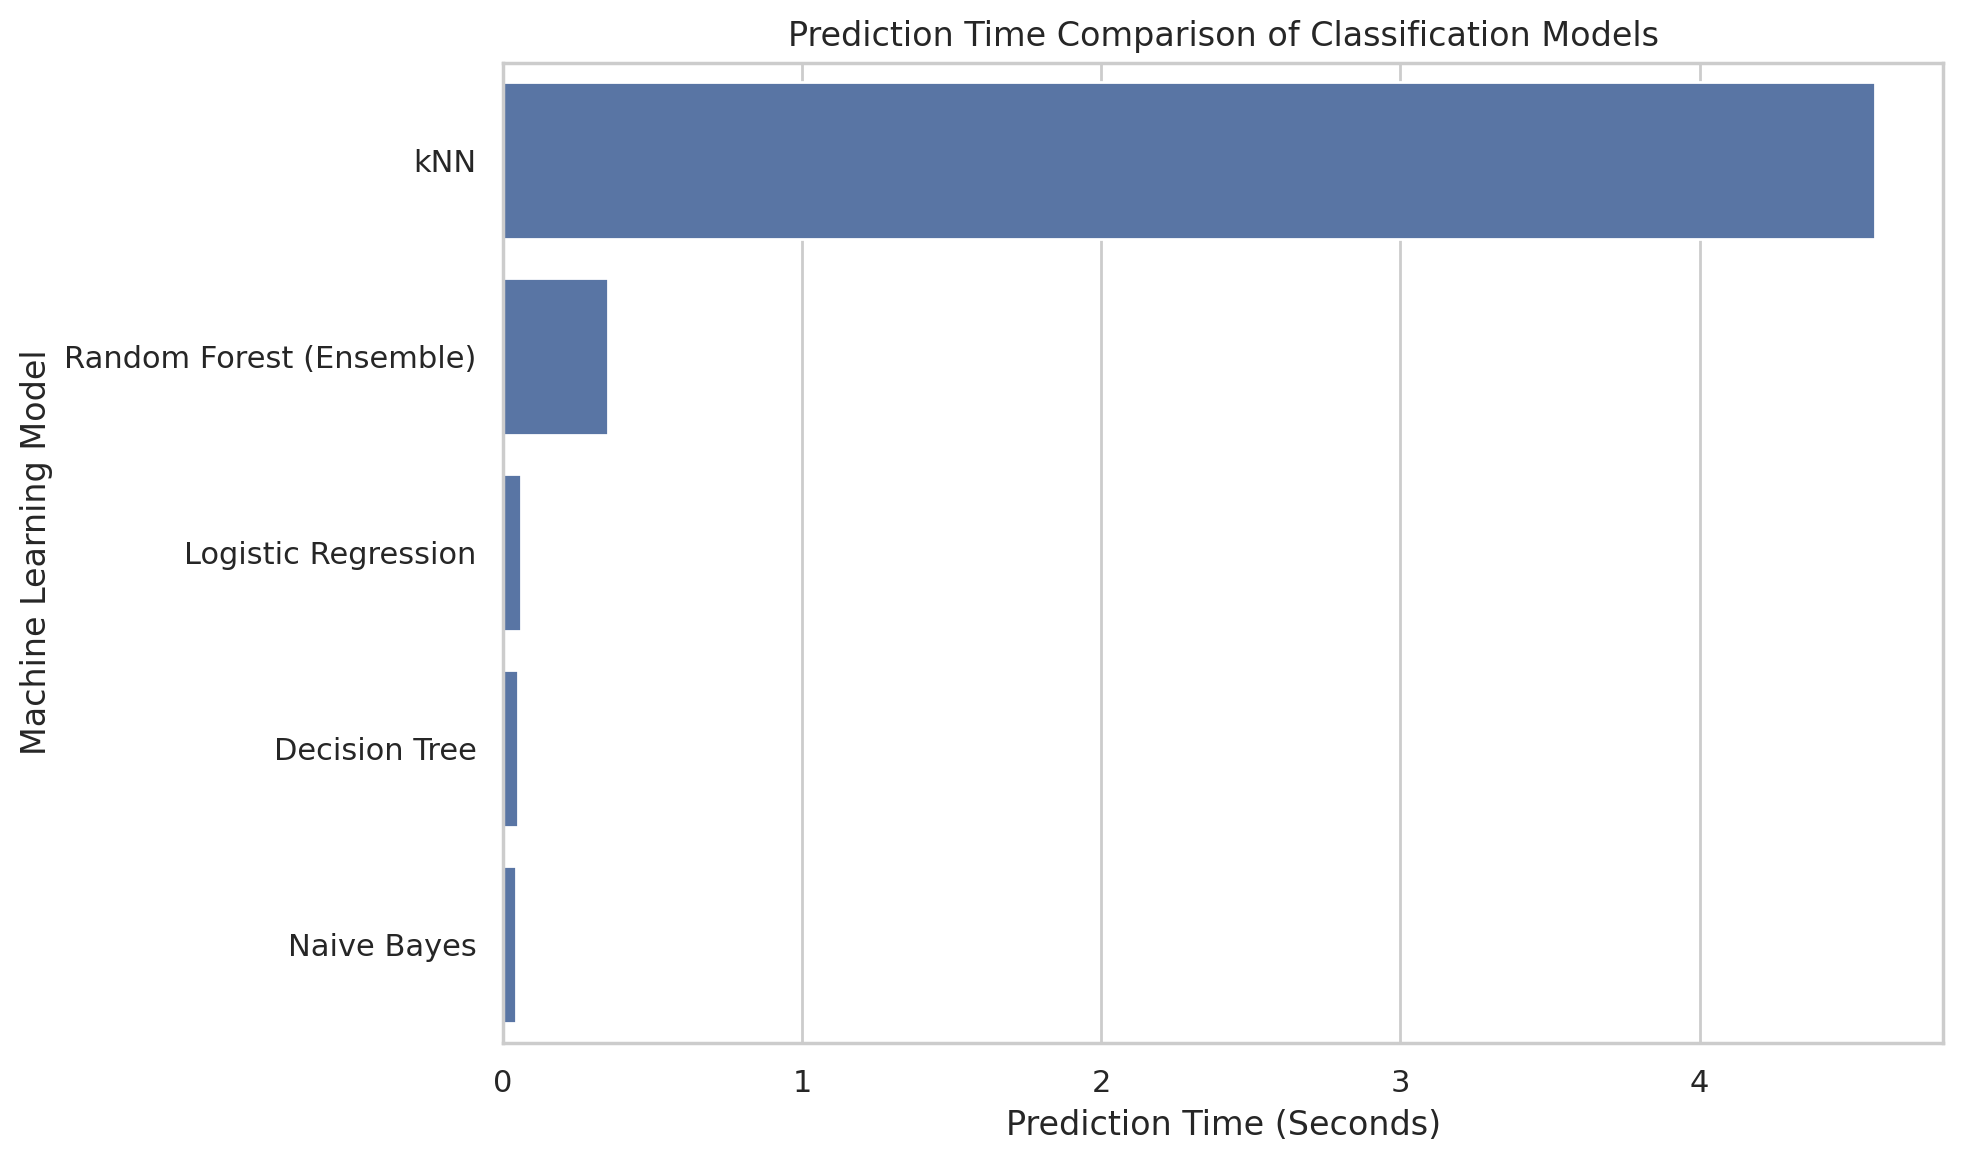 Prediction Time Comparison of Classification Models
Machine Learning Model
kNN
Random Forest (Ensemble)
Logistic Regression
Decision Tree
Naive Bayes
0 1 2 3 4
Prediction Time (Seconds)